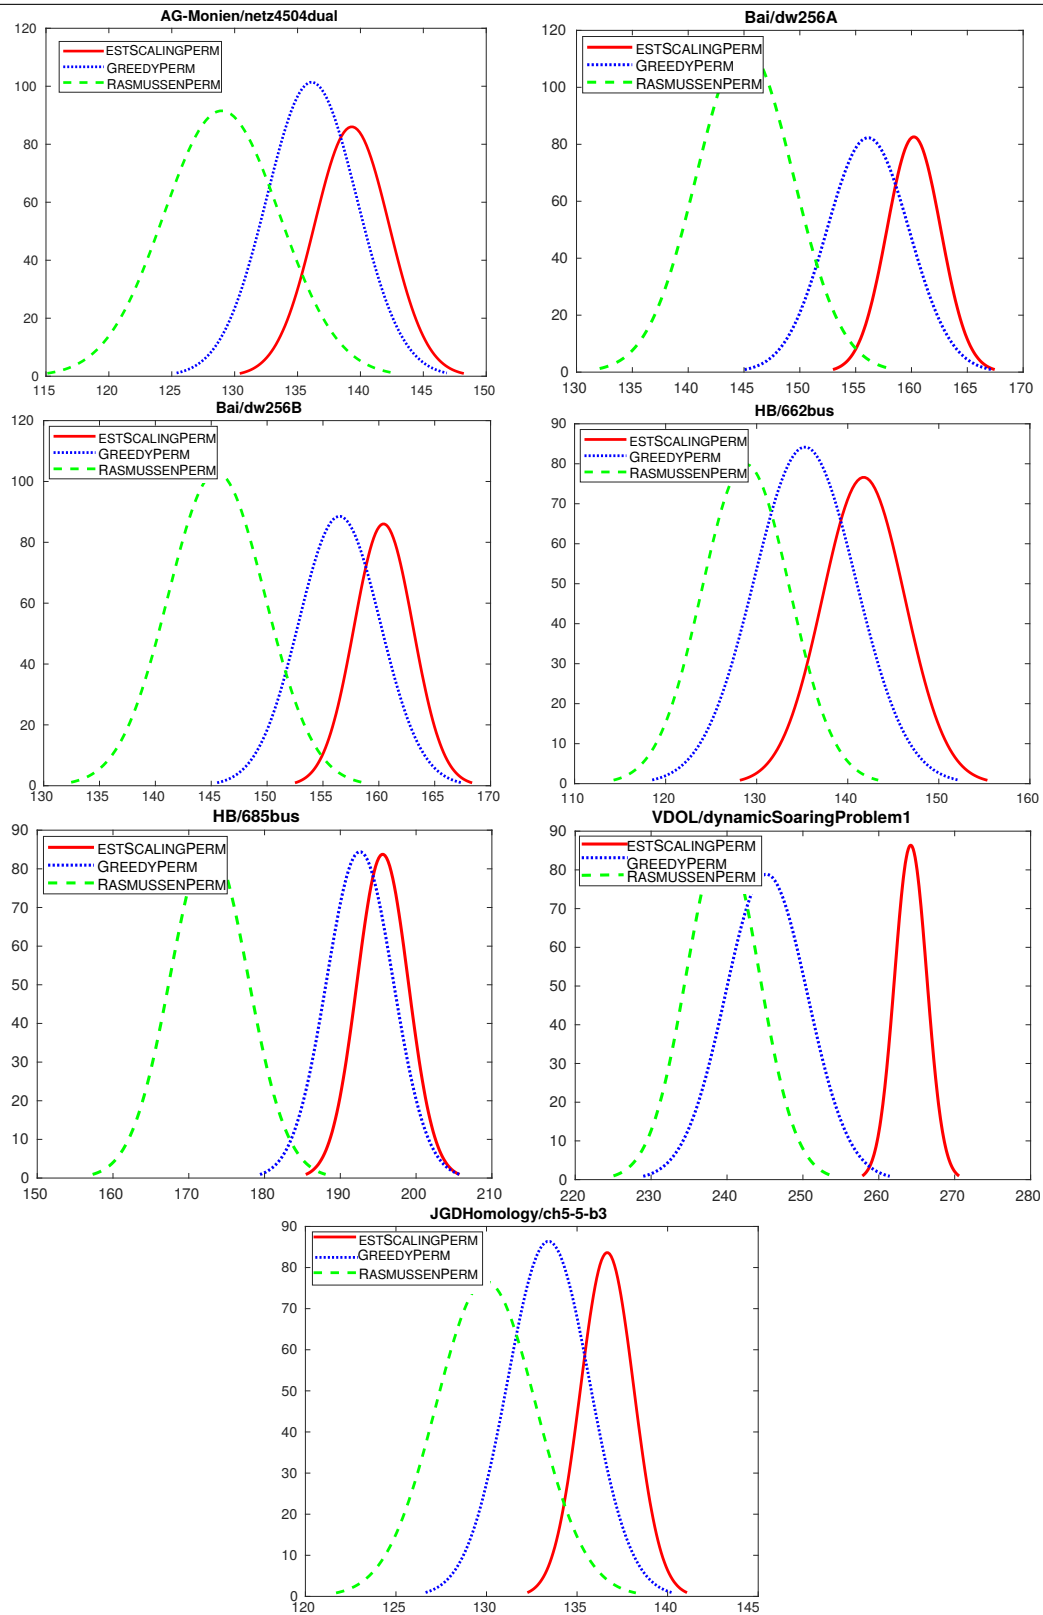 AG-Monien/netz4504dual
120
100
80
60
40
20
0
115 120 125 130 135 140 145 150
ESTSCALINGPERM
GREEDYPERM
RASMUSSENPERM
Bai/dw256A
120
100
80
60
40
20
0
130 135 140 145 150 155 160 165 170
ESTSCALINGPERM
GREEDYPERM
RASMUSSENPERM
Bai/dw256B
120
100
80
60
40
20
0
130 135 140 145 150 155 160 165 170
ESTSCALINGPERM
GREEDYPERM
RASMUSSENPERM
HB/662bus
90
80
70
60
50
40
30
20
10
0
110 120 130 140 150 160
ESTSCALINGPERM
GREEDYPERM
RASMUSSENPERM
HB/685bus
90
80
70
60
50
40
30
20
10
0
150 160 170 180 190 200 210
ESTSCALINGPERM
GREEDYPERM
RASMUSSENPERM
VDOL/dynamicSoaringProblem1
90
80
70
60
50
40
30
20
10
0
220 230 240 250 260 270 280
ESTSCALINGPERM
GREEDYPERM
RASMUSSENPERM
JGDHomology/ch5-5-b3
90
80
70
60
50
40
30
20
10
0
120 125 130 135 140 145
ESTSCALINGPERM
GREEDYPERM
RASMUSSENPERM